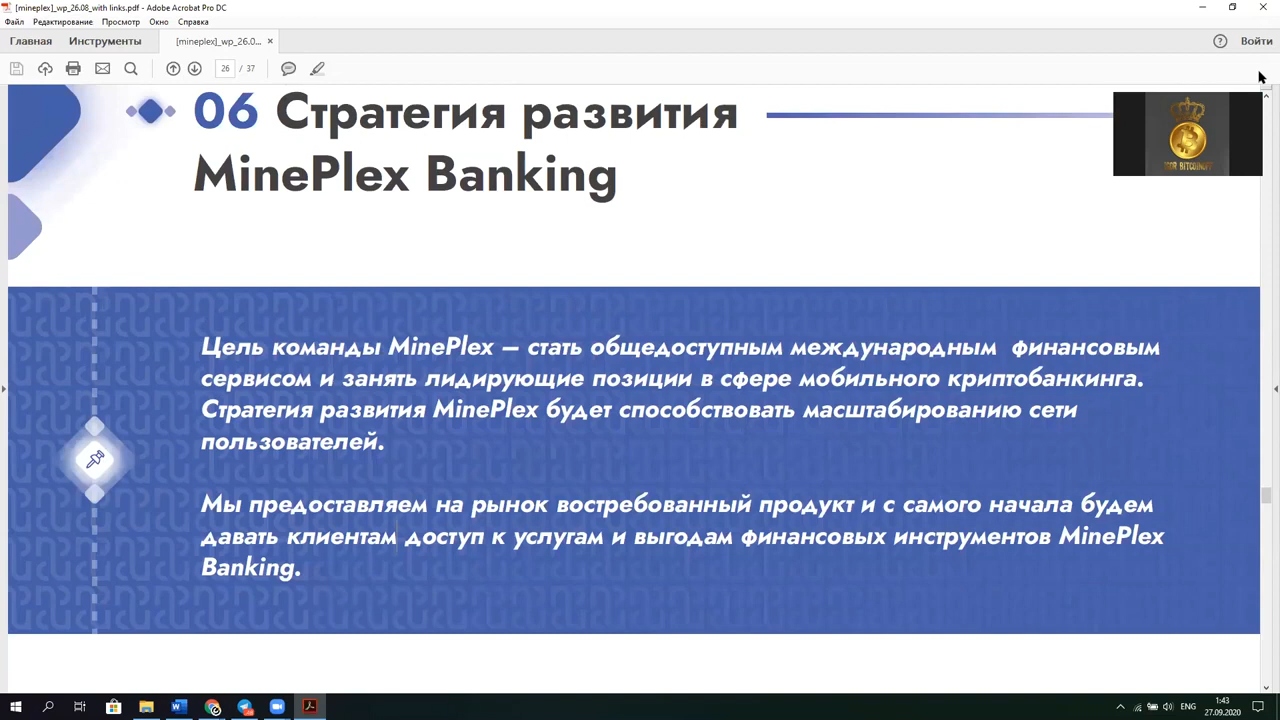 [mineplex]_wp_26.08_with links.pdf - Adobe Acrobat Pro DC
Файл Редактирование Просмотр Окно Справка
Главная Инструменты [mineplex]_wp_26.0... × Войти
26 / 37
06 Стратегия развития
MinePlex Banking
IGOR BITCOINOFF
Цель команды MinePlex – стать общедоступным международным финансовым
сервисом и занять лидирующие позиции в сфере мобильного криптобанкинга.
Стратегия развития MinePlex будет способствовать масштабированию сети
пользователей.
Мы предоставляем на рынок востребованный продукт и с самого начала будем
давать клиентам доступ к услугам и выгодам финансовых инструментов MinePlex
Banking.
ENG
1:43
27.09.2020